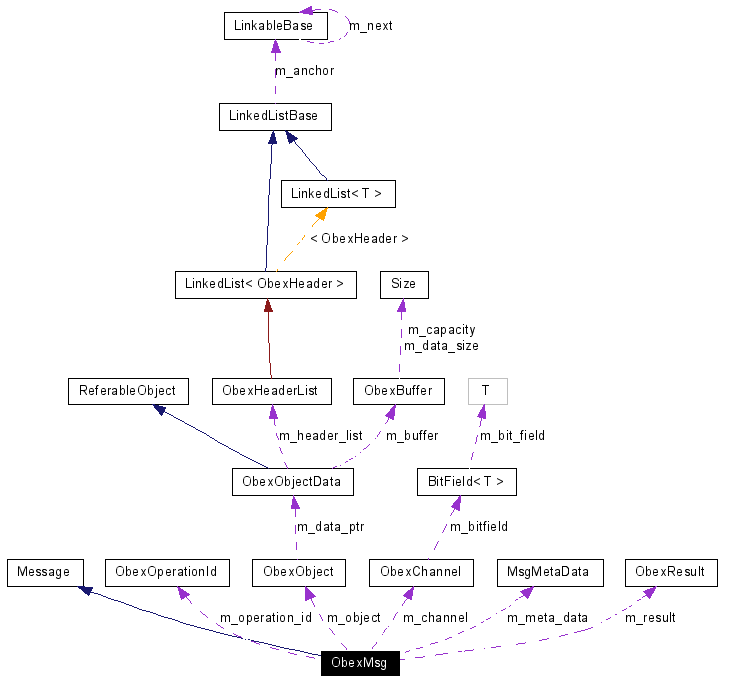 LinkableBase
m_next
m_anchor
LinkedListBase
LinkedList< T >
< ObexHeader >
LinkedList< ObexHeader >
Size
m_capacity
m_data_size
ReferableObject
ObexHeaderList
ObexBuffer
T
m_header_list
m_buffer
m_bit_field
ObexObjectData
BitField< T >
m_data_ptr
m_bitfield
Message
ObexOperationId
ObexObject
ObexChannel
MsgMetaData
ObexResult
m_operation_id
m_object
m_channel
m_meta_data
m_result
ObexMsg